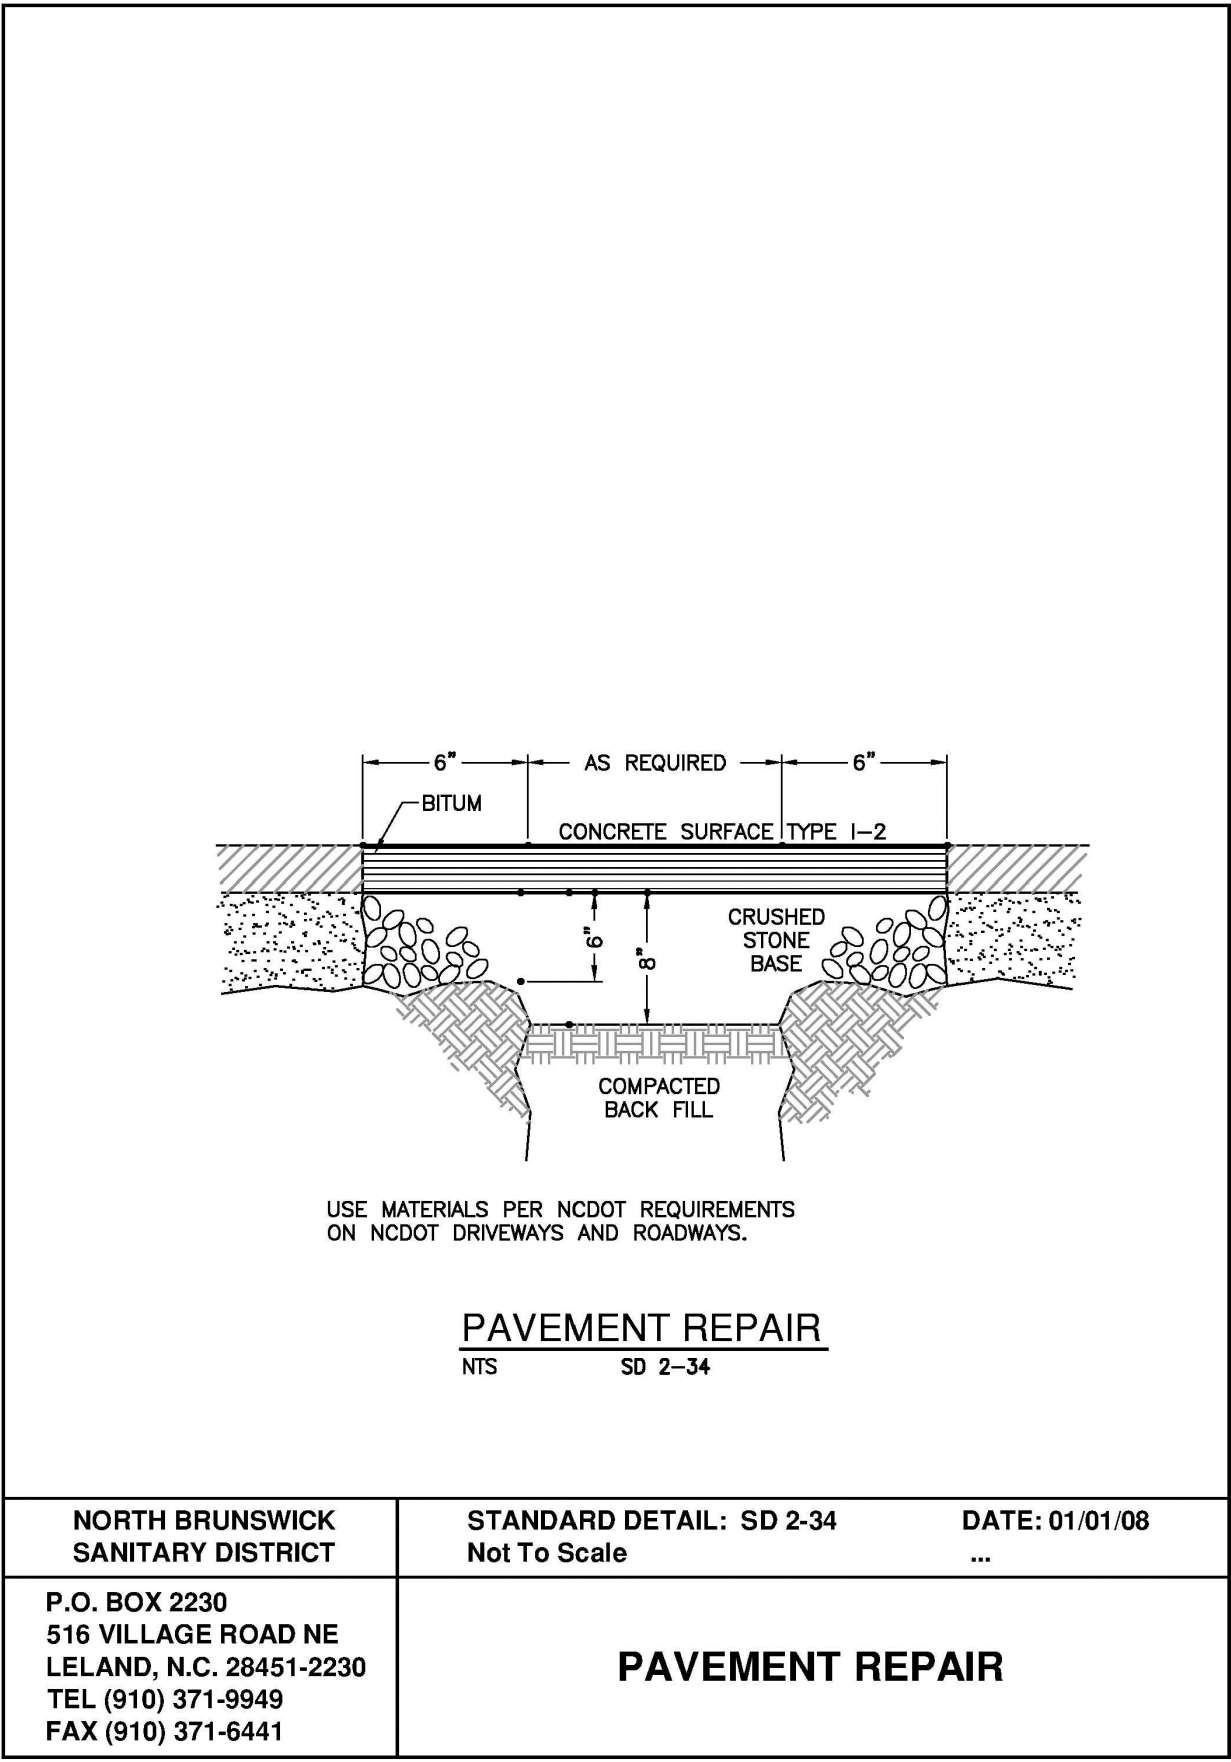 6" AS REQUIRED 6"
BITUM
CONCRETE SURFACE TYPE I-2
6"
8"
CRUSHED
STONE
BASE
COMPACTED
BACK FILL
USE MATERIALS PER NCDOT REQUIREMENTS
ON NCDOT DRIVEWAYS AND ROADWAYS.
PAVEMENT REPAIR
NTS SD 2-34
NORTH BRUNSWICK
SANITARY DISTRICT
STANDARD DETAIL: SD 2-34 DATE: 01/01/08
Not To Scale ...
P.O. BOX 2230
516 VILLAGE ROAD NE
LELAND, N.C. 28451-2230
TEL (910) 371-9949
FAX (910) 371-6441
PAVEMENT REPAIR